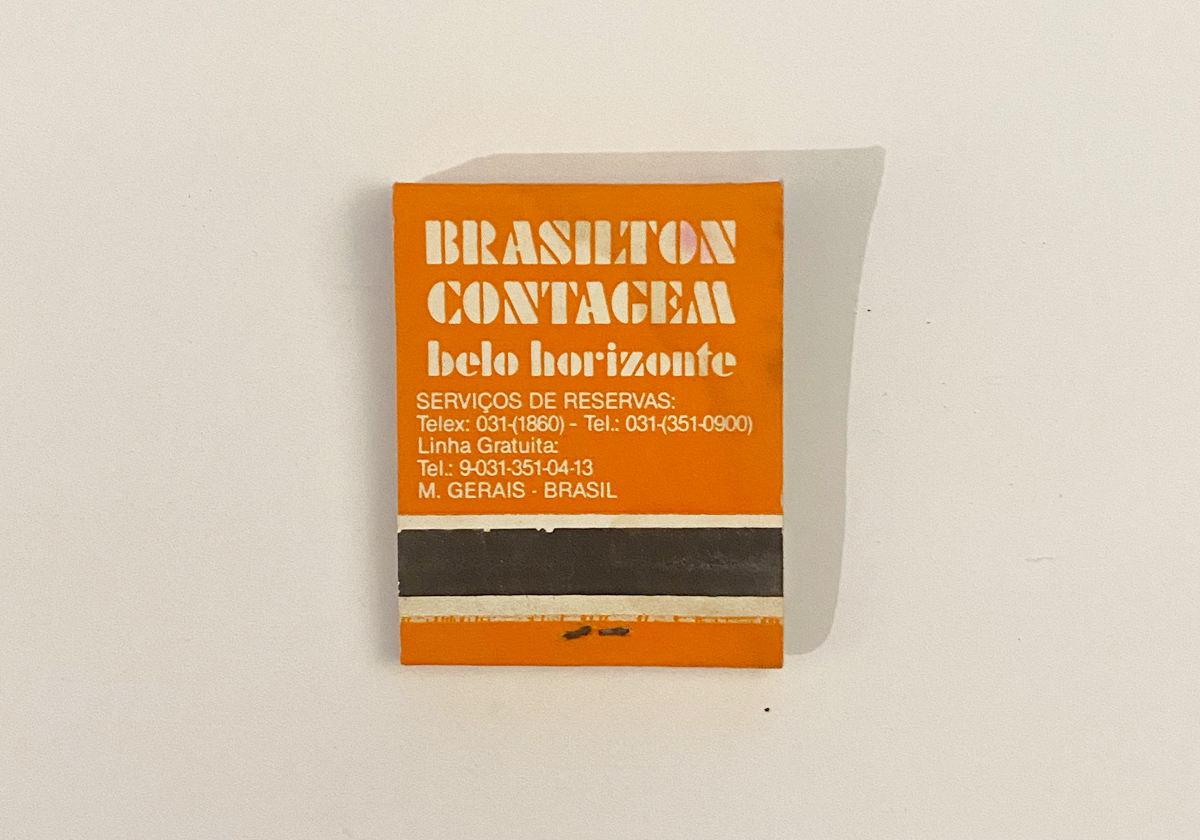 BRASILTON
CONTAGEM
belo horizonte
SERVIÇOS DE RESERVAS:
Telex: 031-(1860) - Tel.: 031-(351-0900)
Linha Gratuita:
Tel.: 9-031-351-04-13
M. GERAIS - BRASIL